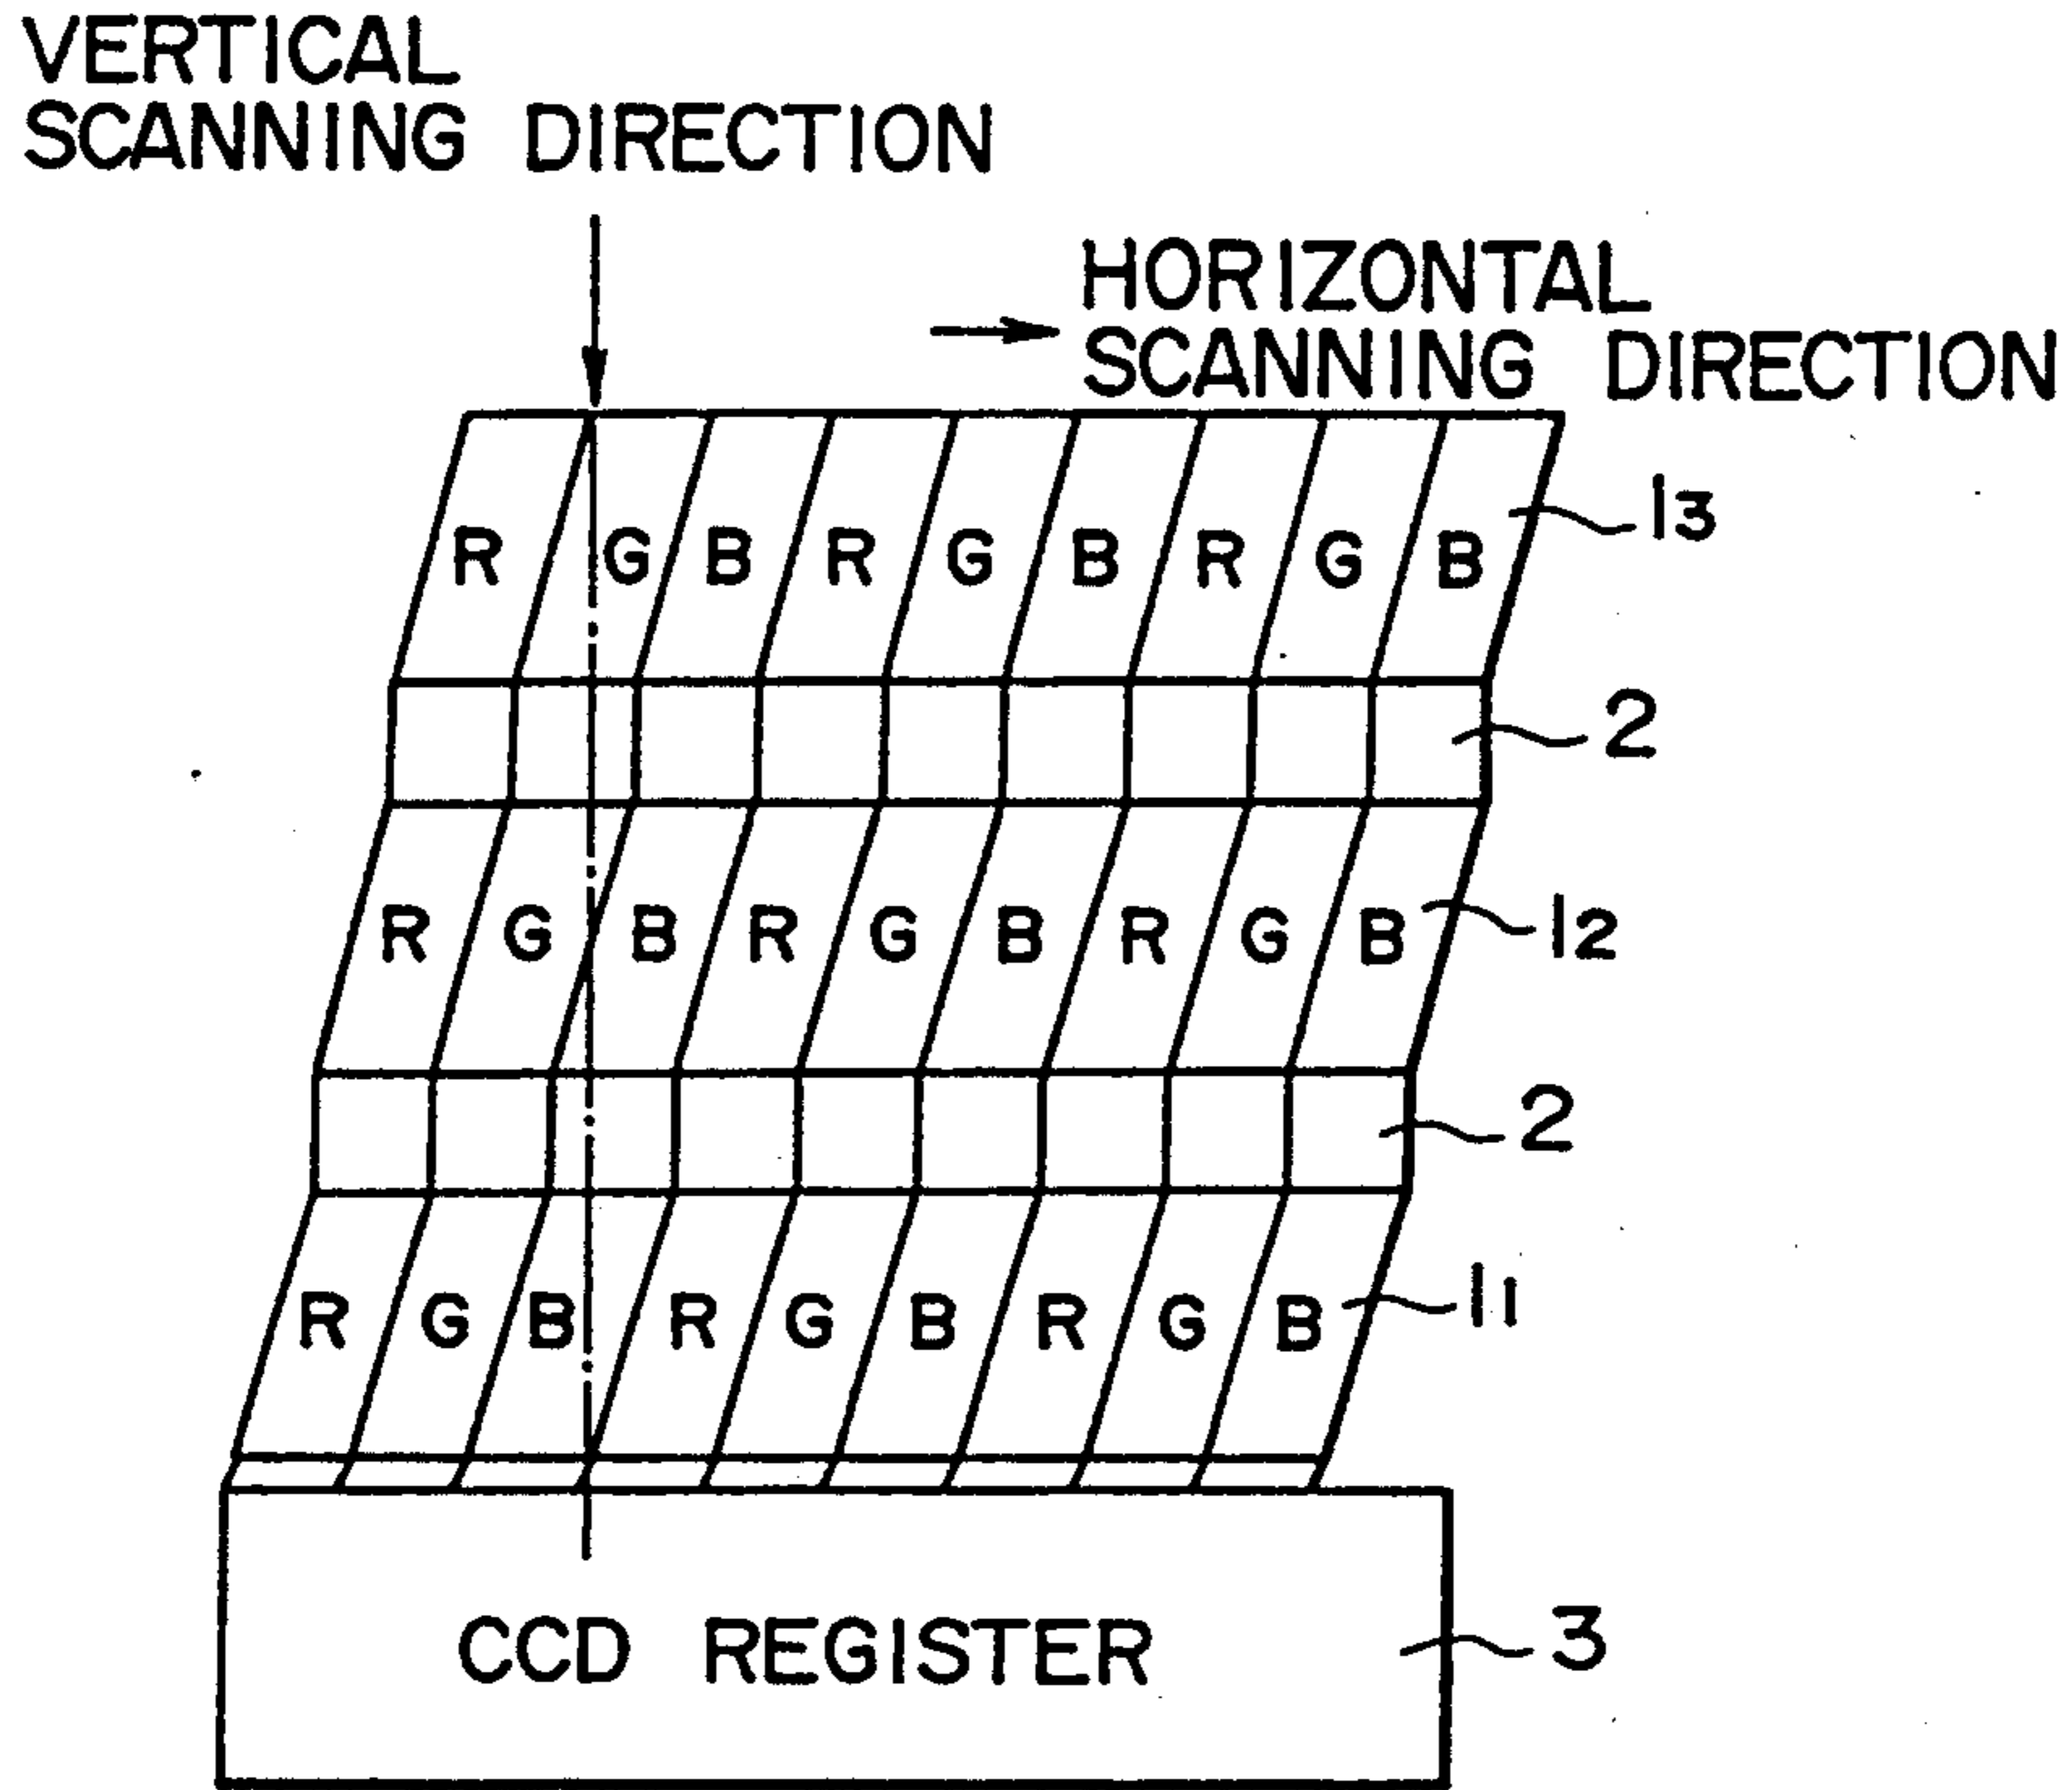 VERTICAL
SCANNING DIRECTION
HORIZONTAL
SCANNING DIRECTION
R G B R G B R G B
1₃
2
R G B R G B R G B
1₂
2
R G B R G B R G B
1₁
CCD REGISTER
3